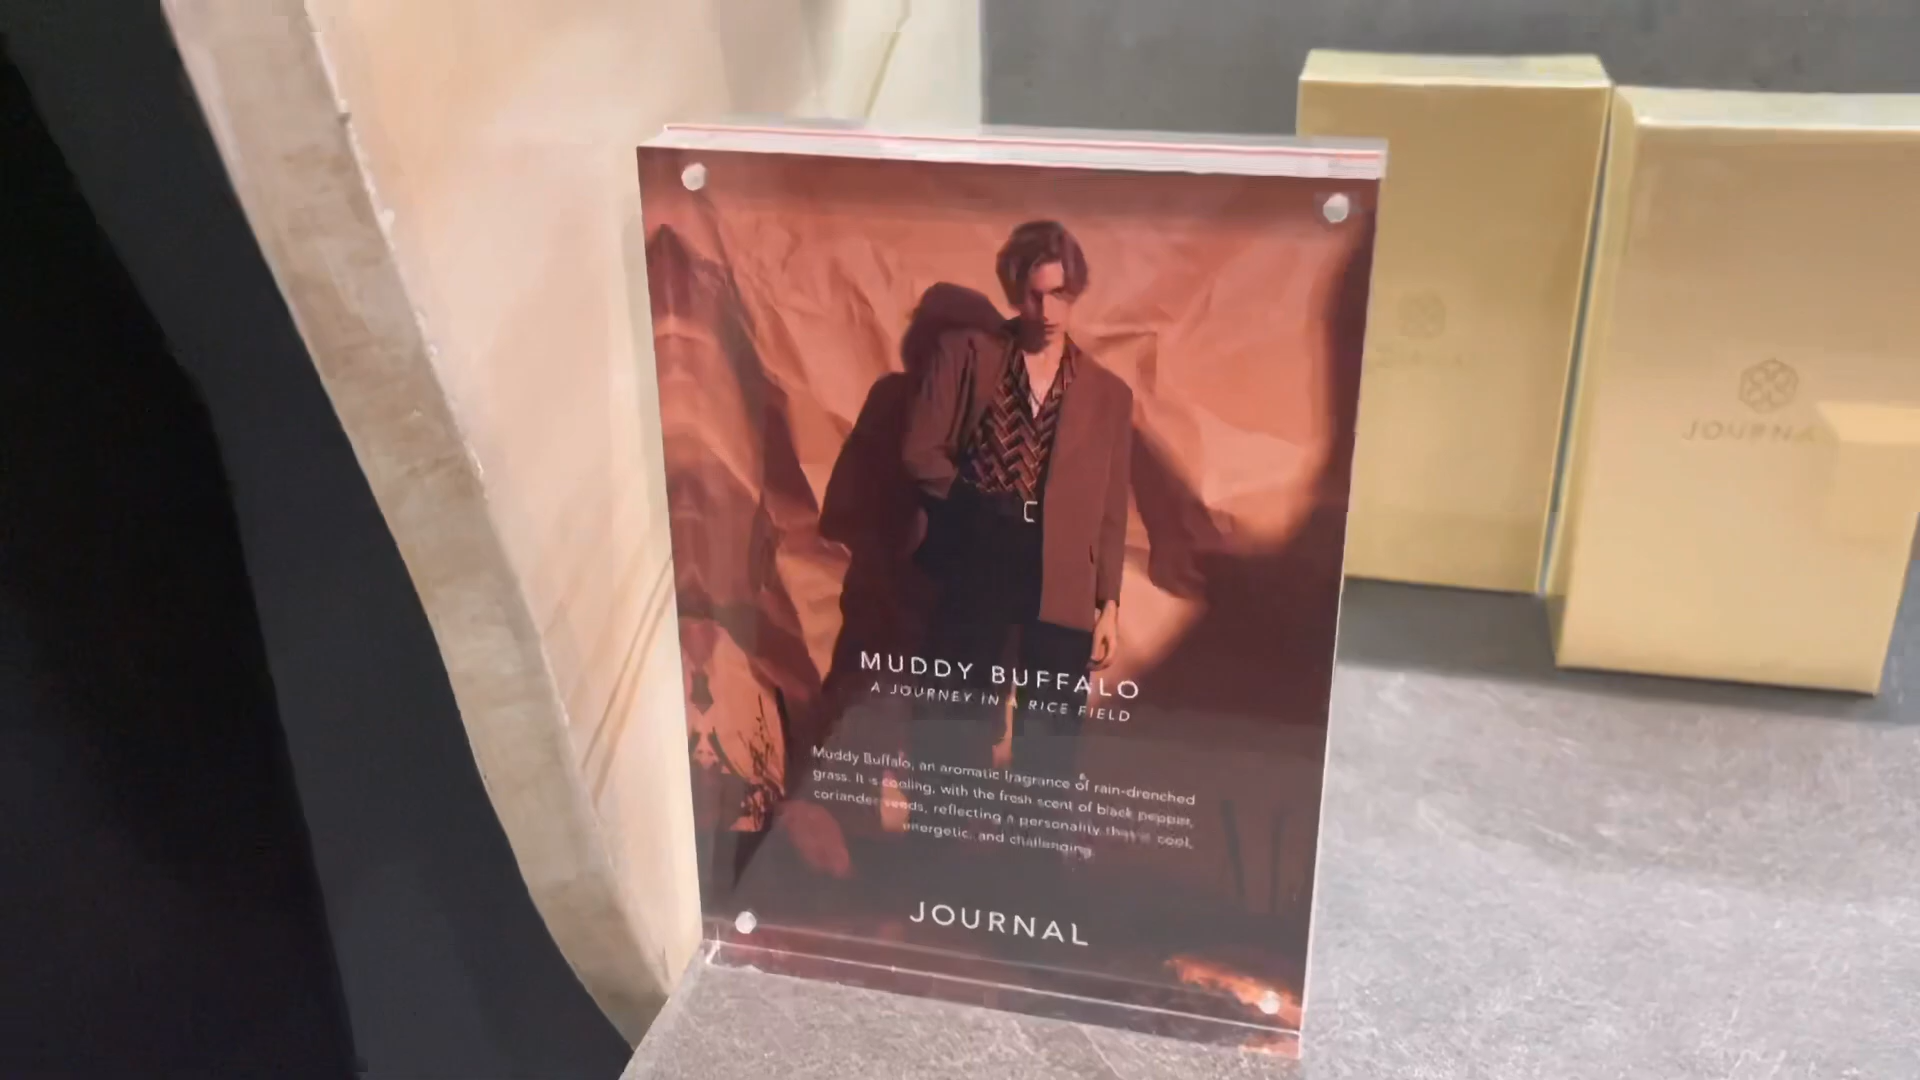 MUDDY BUFFALO
A JOURNEY IN A RICE FIELD
Muddy Buffalo, an aromatic fragrance of rain-drenched
grass. It is cooling, with the fresh scent of black pepper,
coriander seeds, reflecting a personality that is cool,
energetic, and challenging.
JOURNAL
JOURNAL